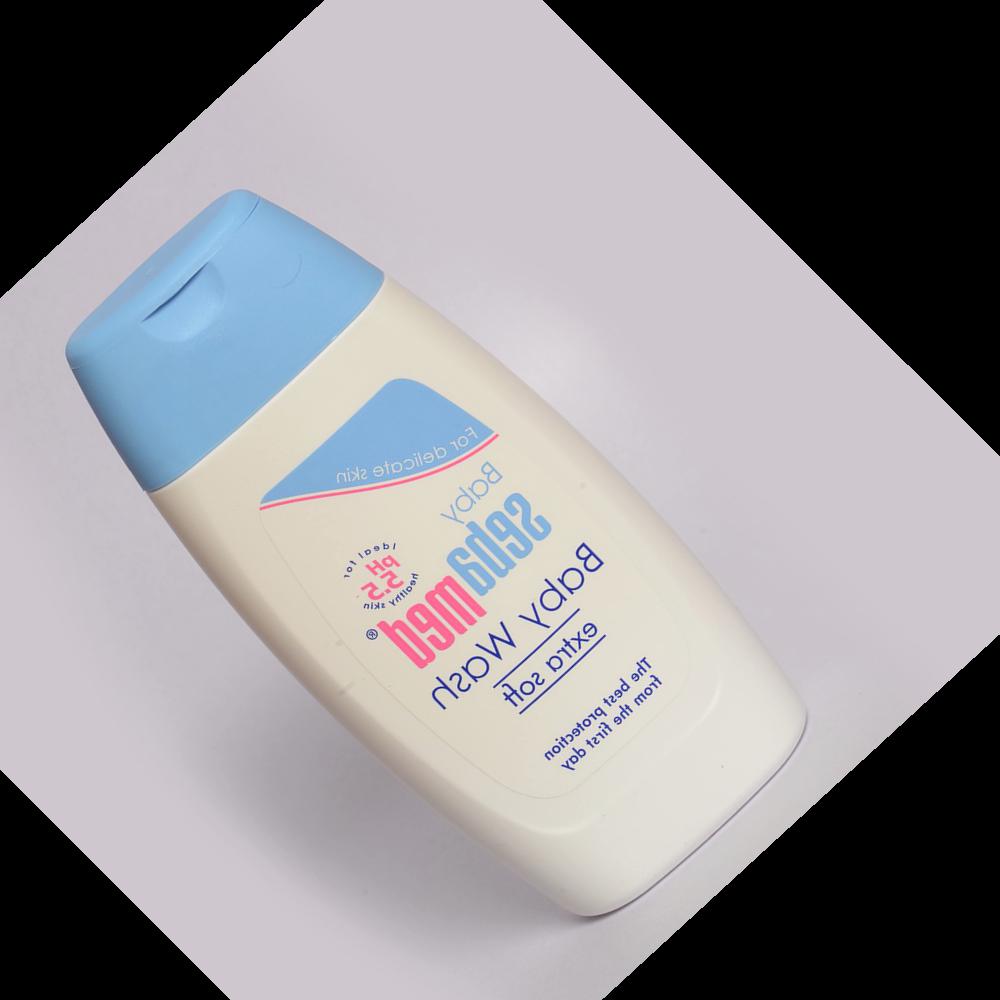 For delicate skin
Baby
sebamed®
Ideal for
pH
5.5
healthy skin
Baby Wash
extra soft
The best protection
from the first day